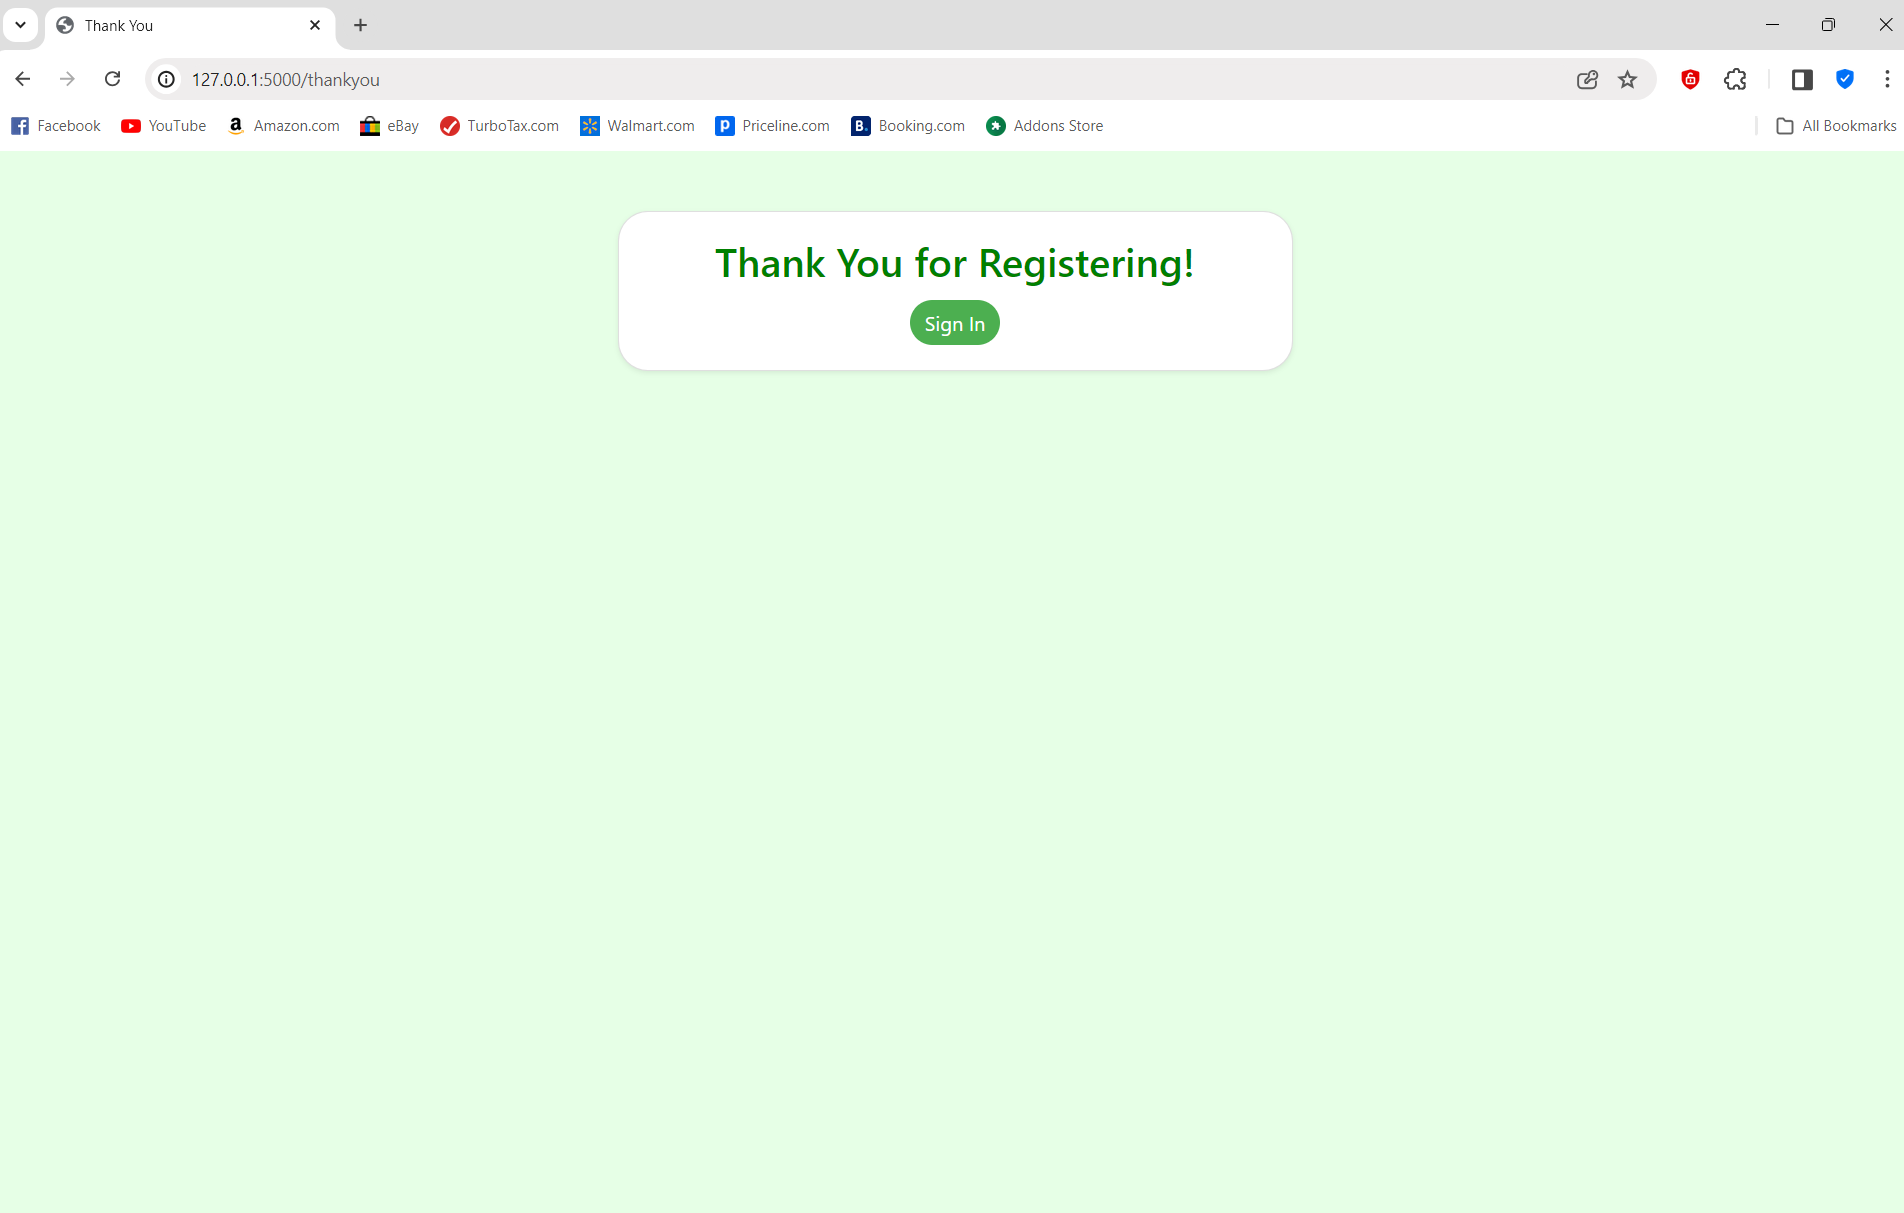 Thank You
127.0.0.1:5000/thankyou
Facebook YouTube Amazon.com eBay TurboTax.com Walmart.com Priceline.com Booking.com Addons Store All Bookmarks
Thank You for Registering!
Sign In